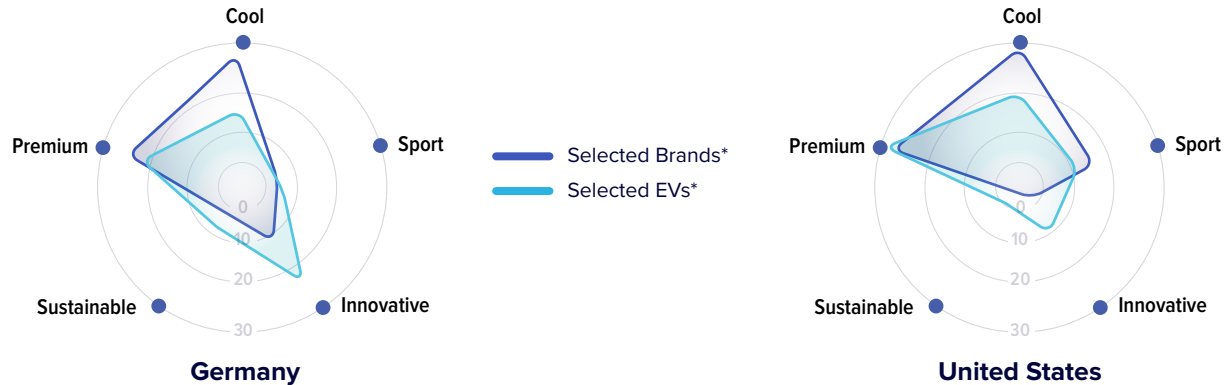 Cool
Premium
Sport
0
10
20
30
Sustainable
Innovative
Germany
Selected Brands*
Selected EVs*
Cool
Premium
Sport
0
10
20
30
Sustainable
Innovative
United States